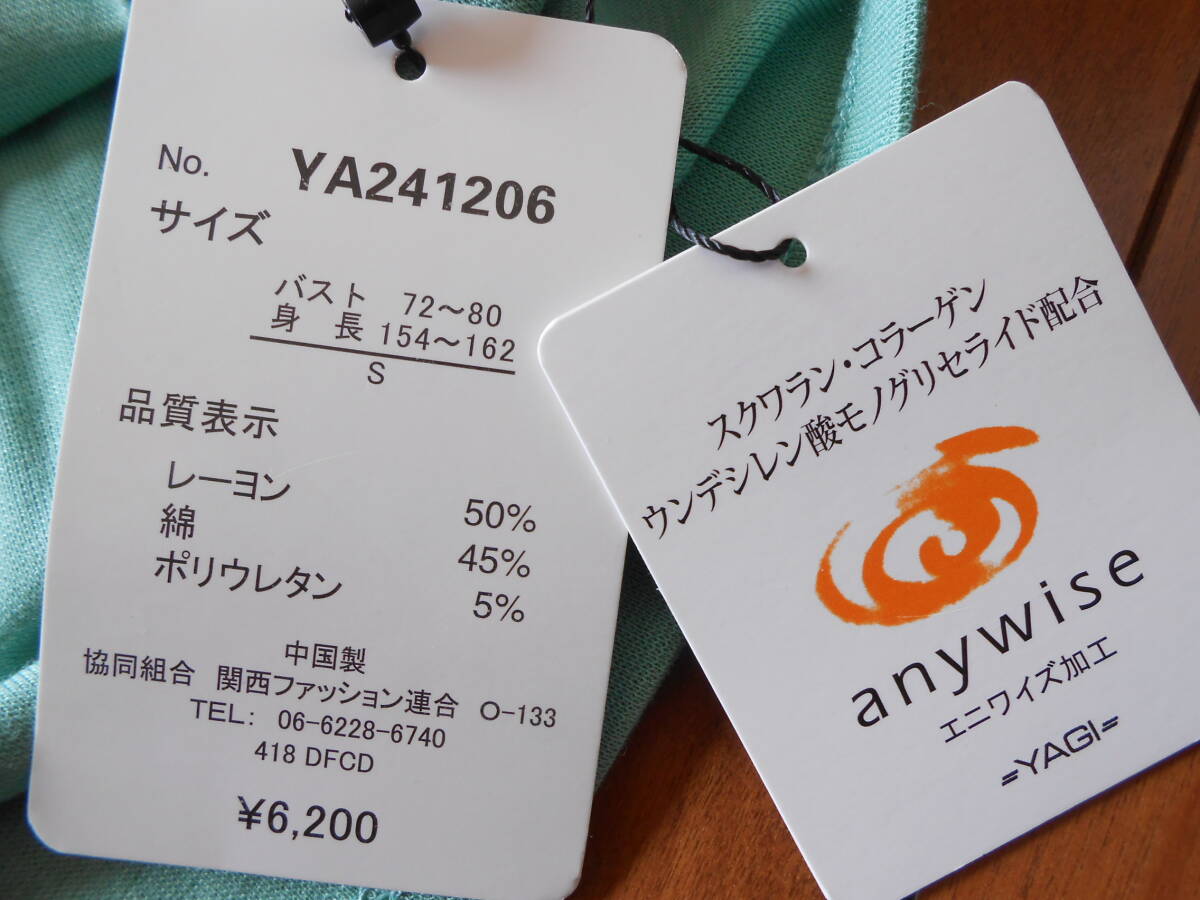 No. YA241206
サイズ
バスト 72～80
身 長 154～162
S
品質表示
レーヨン 50%
綿 45%
ポリウレタン 5%
中国製
協同組合 関西ファッション連合 O-133
TEL: 06-6228-6740
418 DFCD
¥6,200
スクワラン・コラーゲン
ウンデシレン酸モノグリセライド配合
anywise
エニワイズ加工
=YAGI=